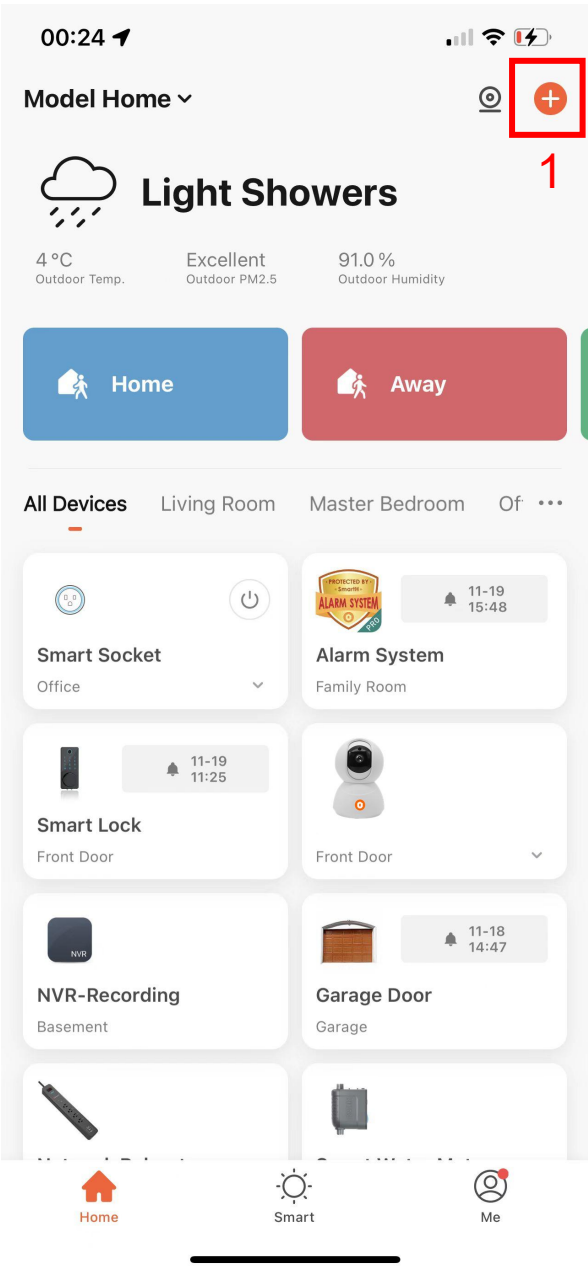 00:24
Model Home
1
Light Showers
4 °C Excellent 91.0 %
Outdoor Temp. Outdoor PM2.5 Outdoor Humidity
Home Away
All Devices Living Room Master Bedroom Of
PROTECTED BY
ALARM SYSTEM
PRO
11-19
15:48
Smart Socket
Office
Alarm System
Family Room
11-19
11:25
Smart Lock
Front Door
Front Door
NVR
NVR-Recording
Basement
11-18
14:47
Garage Door
Garage
Home Smart Me